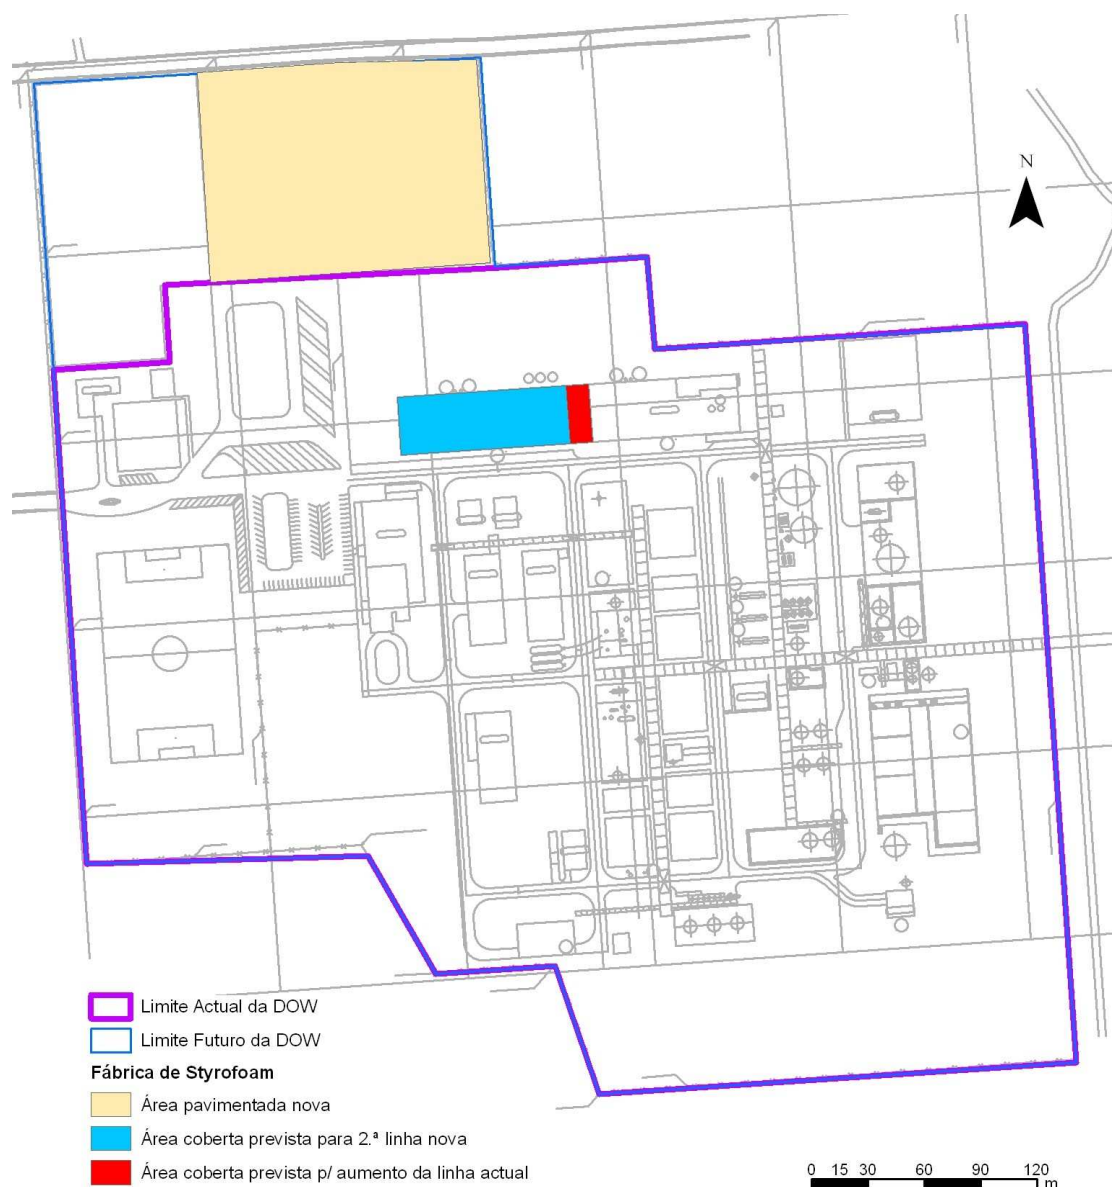 N
Limite Actual da DOW
Limite Futuro da DOW
Fábrica de Styrofoam
Área pavimentada nova
Área coberta prevista para 2.ª linha nova
Área coberta prevista p/ aumento da linha actual
0 15 30 60 90 120
m